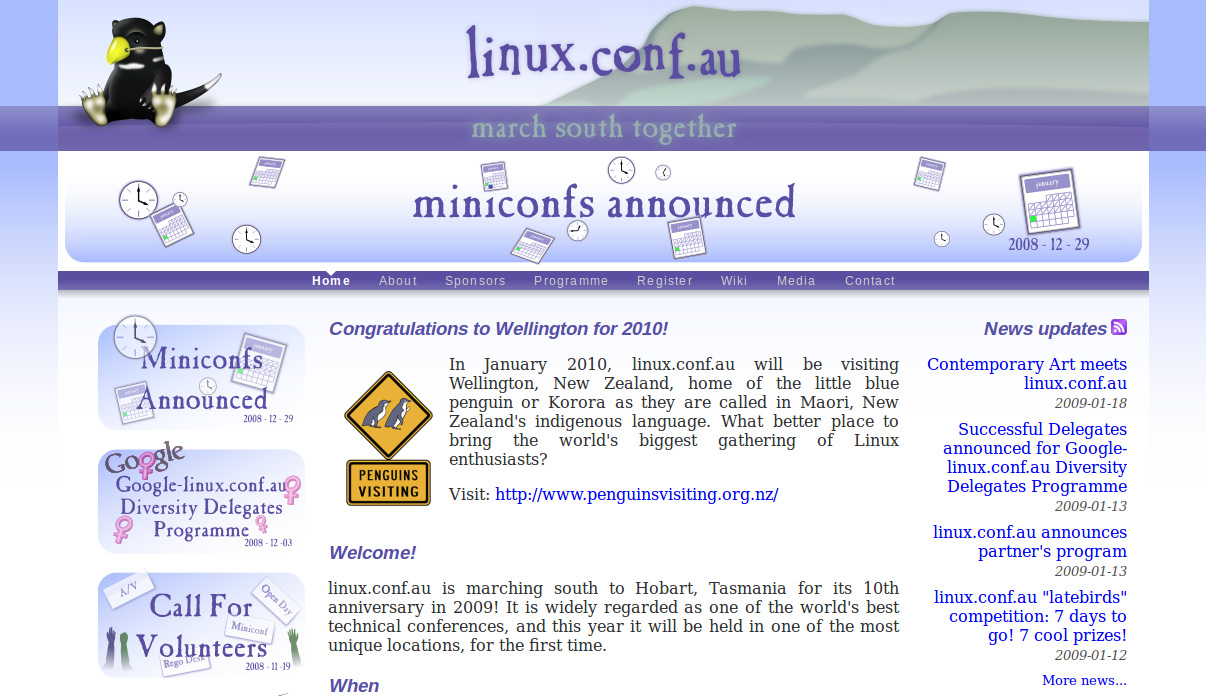 linux.conf.au
march south together
miniconfs announced
2008 - 12 - 29
Home About Sponsors Programme Register Wiki Media Contact
Miniconfs
Announced
2008 - 12 - 29
Google
Google-linux.conf.au
Diversity Delegates
Programme
2008 - 12 -03
A/V
Open Day
Call For
Miniconf
Volunteers
Rego Desk
2008 - 11 -19
Congratulations to Wellington for 2010!
PENGUINS
VISITING
In January 2010, linux.conf.au will be visiting
Wellington, New Zealand, home of the little blue
penguin or Korora as they are called in Maori, New
Zealand's indigenous language. What better place to
bring the world's biggest gathering of Linux
enthusiasts?
Visit: http://www.penguinsvisiting.org.nz/
Welcome!
linux.conf.au is marching south to Hobart, Tasmania for its 10th
anniversary in 2009! It is widely regarded as one of the world's best
technical conferences, and this year it will be held in one of the most
unique locations, for the first time.
When
News updates
Contemporary Art meets
linux.conf.au
2009-01-18
Successful Delegates
announced for Google-
linux.conf.au Diversity
Delegates Programme
2009-01-13
linux.conf.au announces
partner's program
2009-01-13
linux.conf.au "latebirds"
competition: 7 days to
go! 7 cool prizes!
2009-01-12
More news...